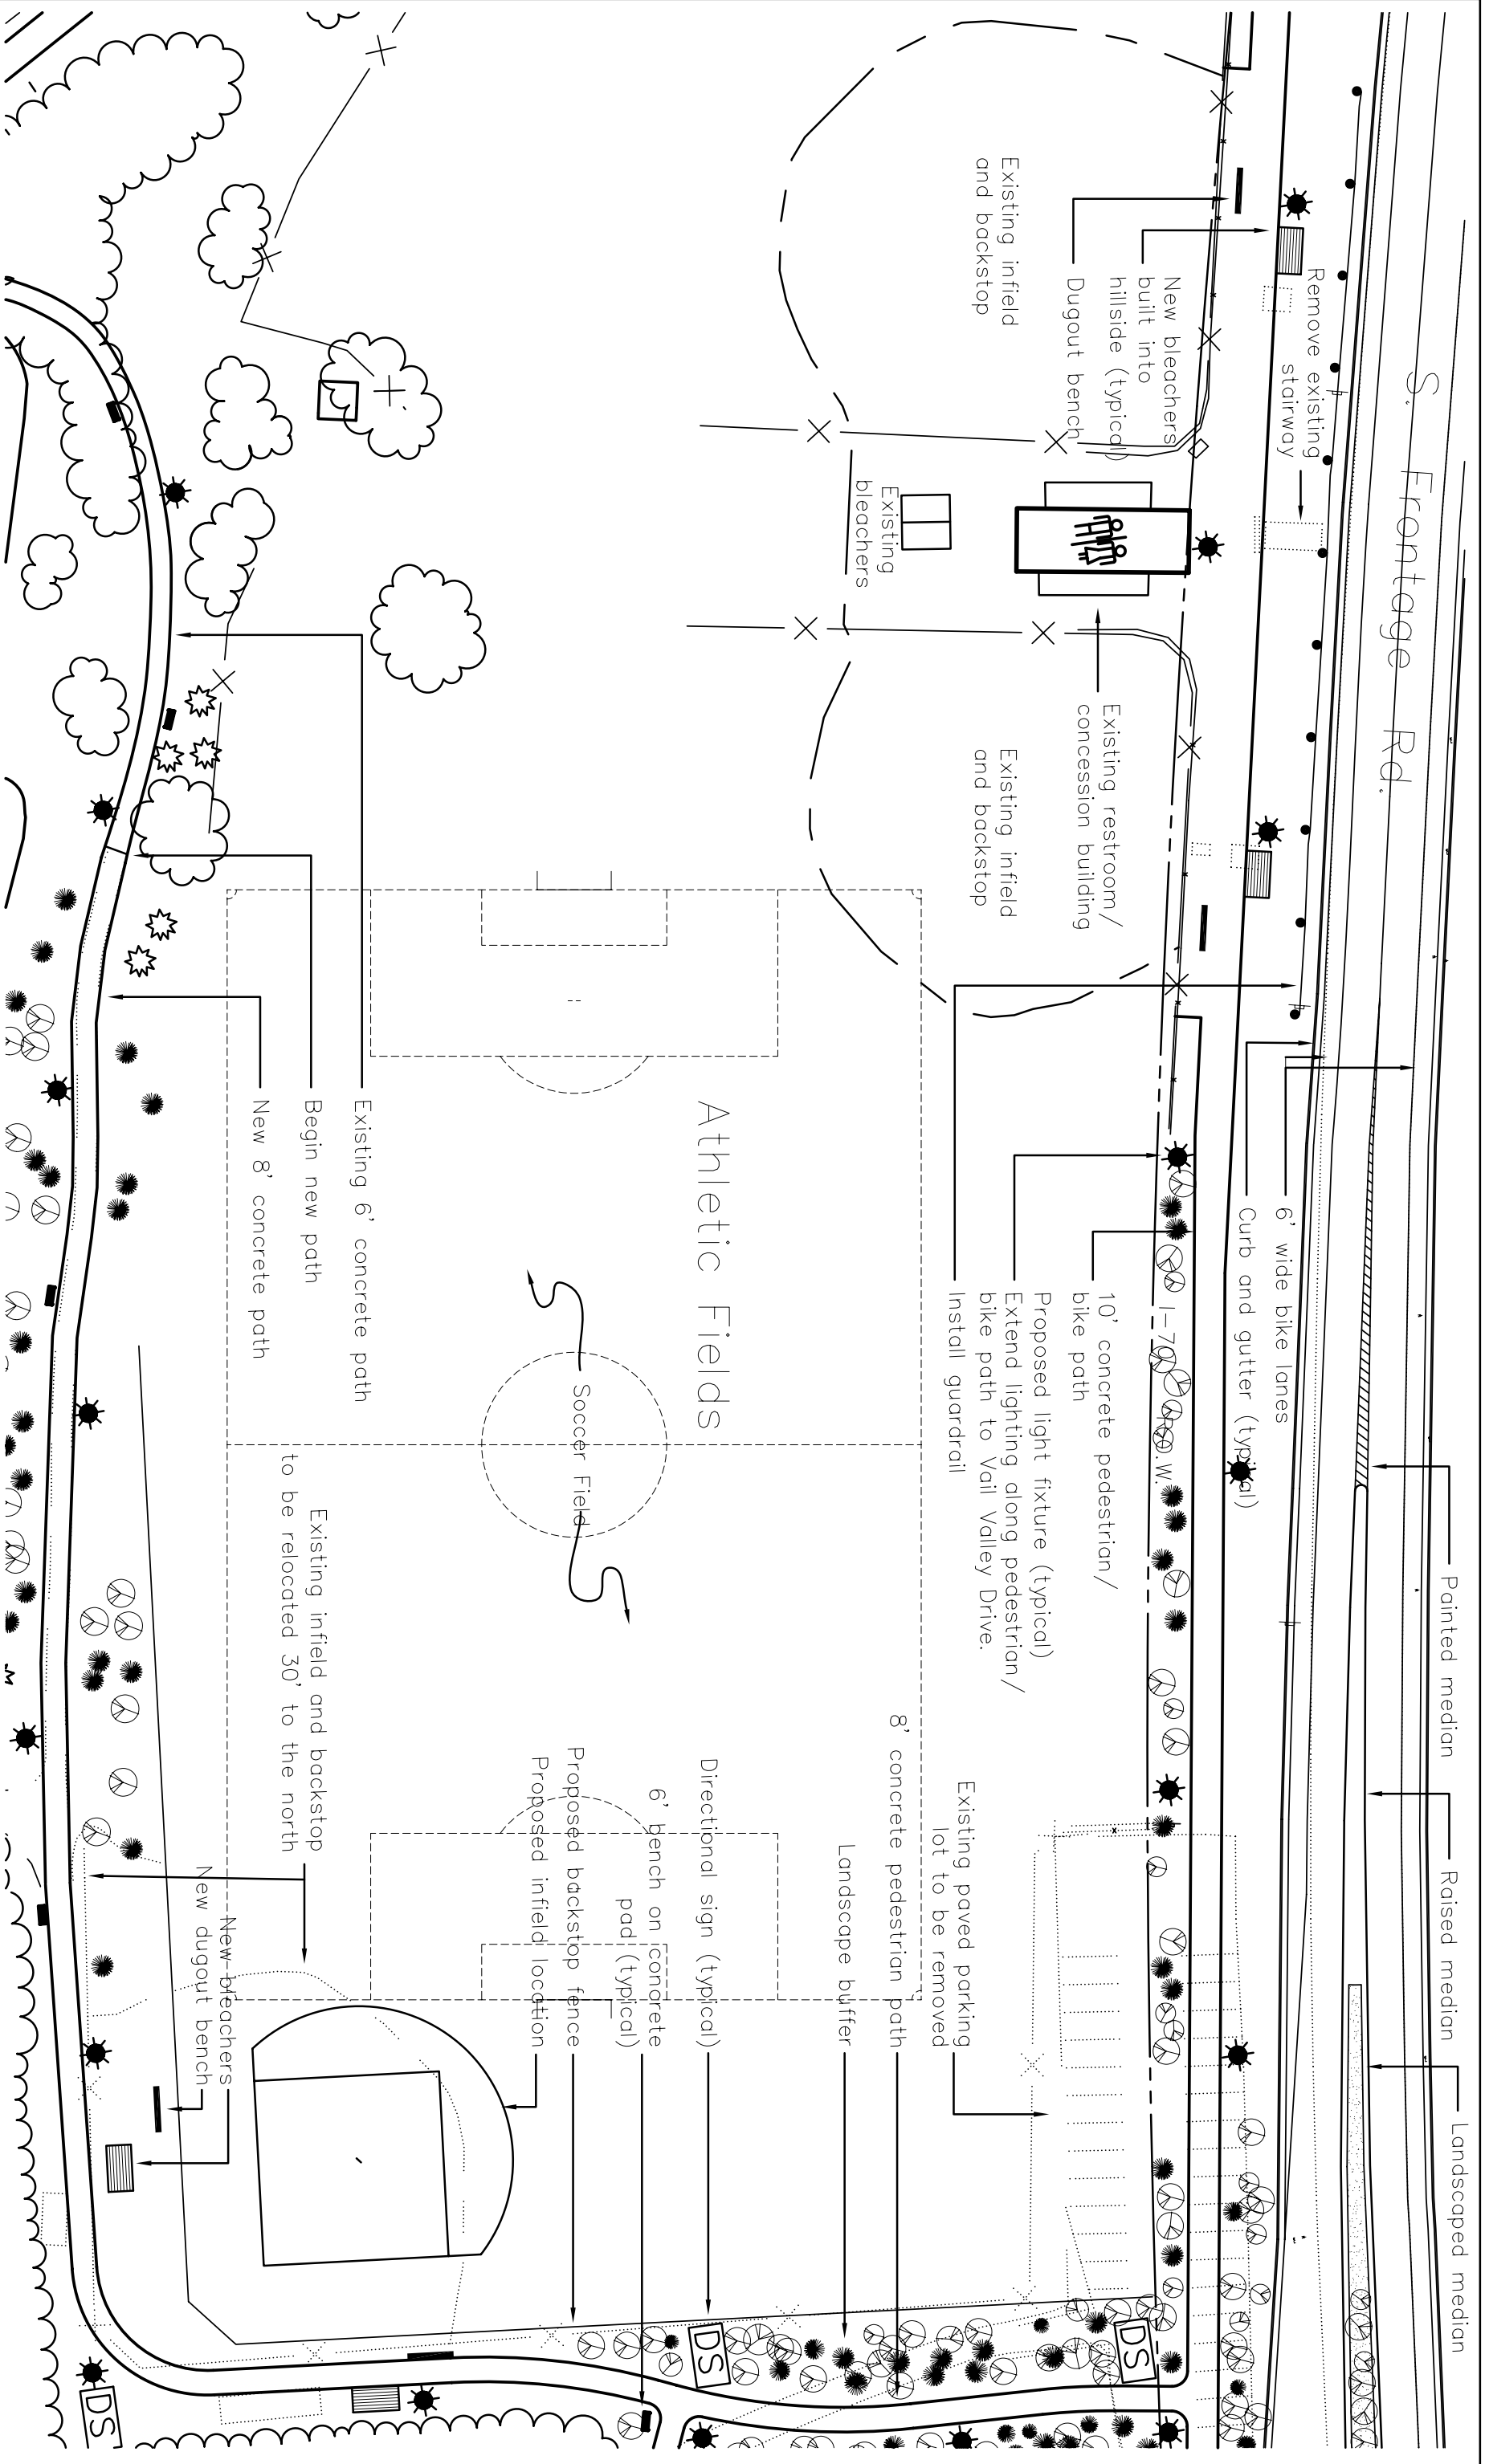 S. Frontage Rd.
Painted median
Raised median
Landscaped median
Remove existing
stairway
6' wide bike lanes
Curb and gutter (typical)
New bleachers
built into
hillside (typical)
Dugout bench
Existing infield
and backstop
Existing
bleachers
Existing restroom/
concession building
Existing infield
and backstop
I-70 R.O.W.
10' concrete pedestrian/
bike path
Proposed light fixture (typical)
Extend lighting along pedestrian/
bike path to Vail Valley Drive.
Install guardrail
Existing paved parking
lot to be removed
8' concrete pedestrian path
Landscape buffer
Directional sign (typical)
6' bench on concrete
pad (typical)
Proposed backstop fence
Proposed infield location
Athletic Fields
Soccer Field
Existing 6' concrete path
Begin new path
New 8' concrete path
Existing infield and backstop
to be relocated 30' to the north
New bleachers
New dugout bench
DS
DS
DS